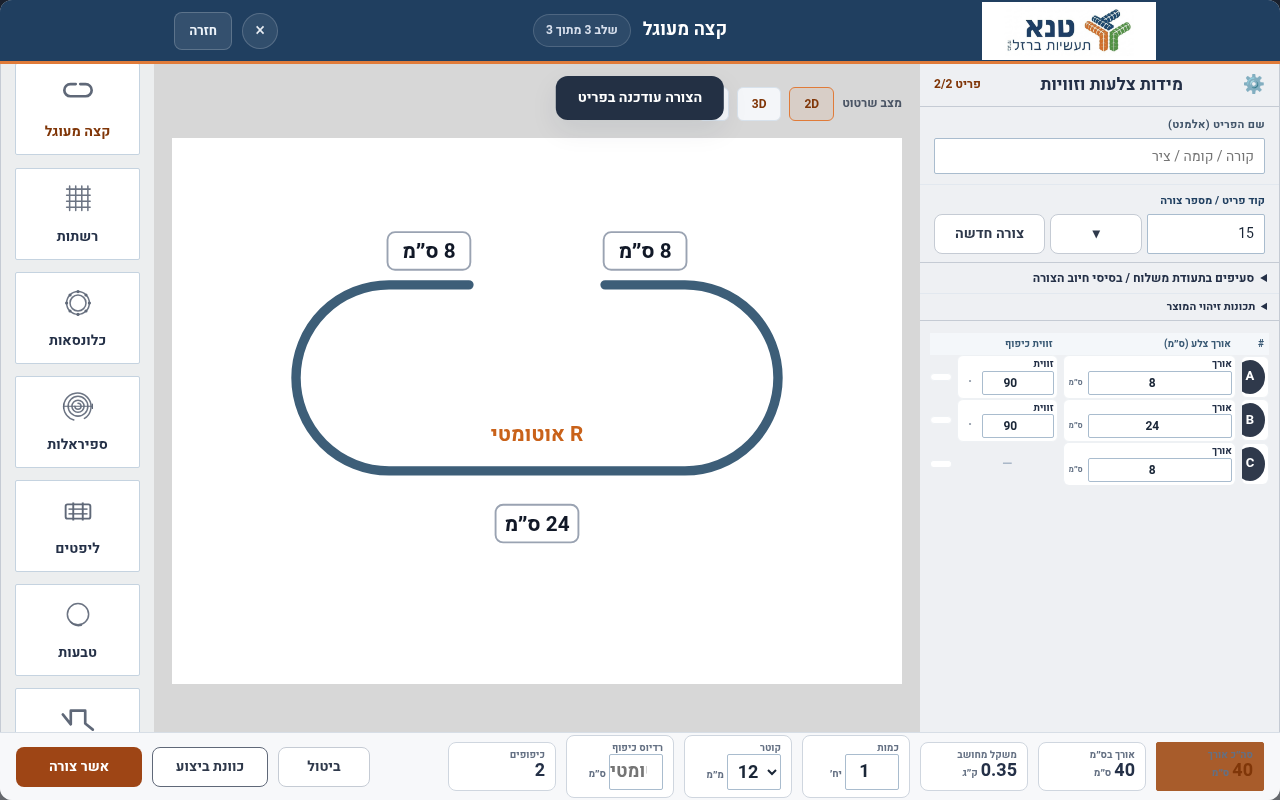 טנא
תעשיות ברזל
קצה מעוגל
שלב 3 מתוך 3
×
חזרה
מידות צלעות וזוויות
פריט 2/2
שם הפריט (אלמנט)
קורה / קומה / ציר
קוד פריט / מספר צורה
15
▼
צורה חדשה
סעיפים בתעודת משלוח / בסיסי חיוב הצורה
תכונות זיהוי המוצר
# אורך צלע (ס״מ) זווית כיפוף
A
אורך
8 ס״מ
זווית
90
B
אורך
24 ס״מ
זווית
90
C
אורך
8 ס״מ
—
מצב שרטוט
2D
3D
הצורה עודכנה בפריט
8 ס״מ
8 ס״מ
R אוטומטי
24 ס״מ
קצה מעוגל
רשתות
כלונסאות
ספיראלות
ליפטים
טבעות
40
אורך בס״מ
40 ס״מ
משקל מחושב
0.35 ק״ג
כמות
1 יח׳
קוטר
12 מ״מ
רדיוס כיפוף
ס״מ
כיפופים
2
ביטול
כוונת ביצוע
אשר צורה